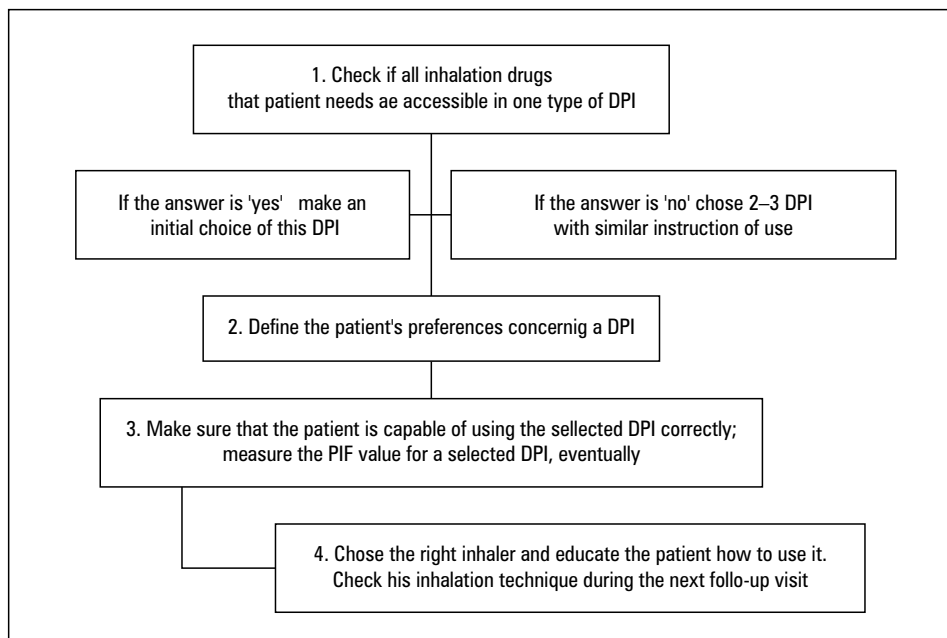 1. Check if all inhalation drugs
that patient needs ae accessible in one type of DPI
If the answer is 'yes' make an
initial choice of this DPI
If the answer is 'no' chose 2–3 DPI
with similar instruction of use
2. Define the patient's preferences concernig a DPI
3. Make sure that the patient is capable of using the sellected DPI correctly;
measure the PIF value for a selected DPI, eventually
4. Chose the right inhaler and educate the patient how to use it.
Check his inhalation technique during the next follo-up visit